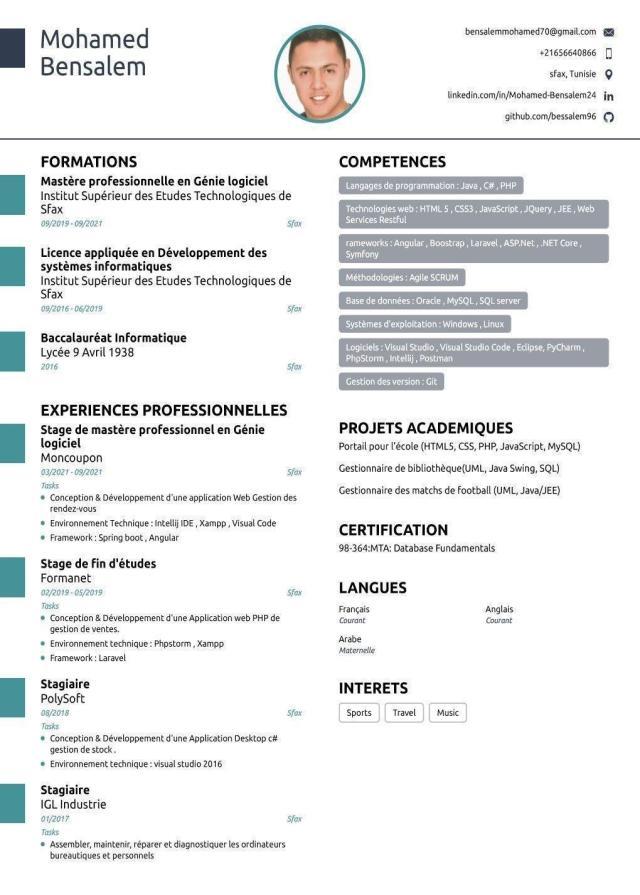 Mohamed
Bensalem
bensalemmohamed70@gmail.com
+21656640866
sfax, Tunisie
linkedin.com/in/Mohamed-Bensalem24
in
github.com/bessalem96
FORMATIONS
Mastère professionnelle en Génie logiciel
Institut Supérieur des Etudes Technologiques de
Sfax
09/2019 - 09/2021 Sfax
Licence appliquée en Développement des
systèmes informatiques
Institut Supérieur des Etudes Technologiques de
Sfax
09/2016 - 06/2019 Sfax
Baccalauréat Informatique
Lycée 9 Avril 1938
2016 Sfax
EXPERIENCES PROFESSIONNELLES
Stage de mastère professionnel en Génie
logiciel
Moncoupon
03/2021 - 09/2021 Sfax
Tasks
Conception & Développement d'une application Web Gestion des
rendez-vous
Environnement Technique : Intellij IDE , Xampp , Visual Code
Framework : Spring boot , Angular
Stage de fin d'études
Formanet
02/2019 - 05/2019 Sfax
Tasks
Conception & Développement d'une Application web PHP de
gestion de ventes.
Environnement technique : Phpstorm , Xampp
Framework : Laravel
Stagiaire
PolySoft
08/2018 Sfax
Tasks
Conception & Développement d'une Application Desktop c#
gestion de stock .
Environnement technique : visual studio 2016
Stagiaire
IGL Industrie
01/2017 Sfax
Tasks
Assembler, maintenir, réparer et diagnostiquer les ordinateurs
bureautiques et personnels
COMPETENCES
Langages de programmation : Java , C# , PHP
Technologies web : HTML 5 , CSS3 , JavaScript , JQuery , JEE , Web
Services Restful
rameworks : Angular , Boostrap , Laravel , ASP.Net , .NET Core ,
Symfony
Méthodologies : Agile SCRUM
Base de données : Oracle , MySQL , SQL server
Systèmes d'exploitation : Windows , Linux
Logiciels : Visual Studio , Visual Studio Code , Eclipse, PyCharm ,
PhpStorm , Intellij , Postman
Gestion des version : Git
PROJETS ACADEMIQUES
Portail pour l'école (HTML5, CSS, PHP, JavaScript, MySQL)
Gestionnaire de bibliothèque(UML, Java Swing, SQL)
Gestionnaire des matchs de football (UML, Java/JEE)
CERTIFICATION
98-364:MTA: Database Fundamentals
LANGUES
Français Anglais
Courant Courant
Arabe
Maternelle
INTERETS
Sports Travel Music